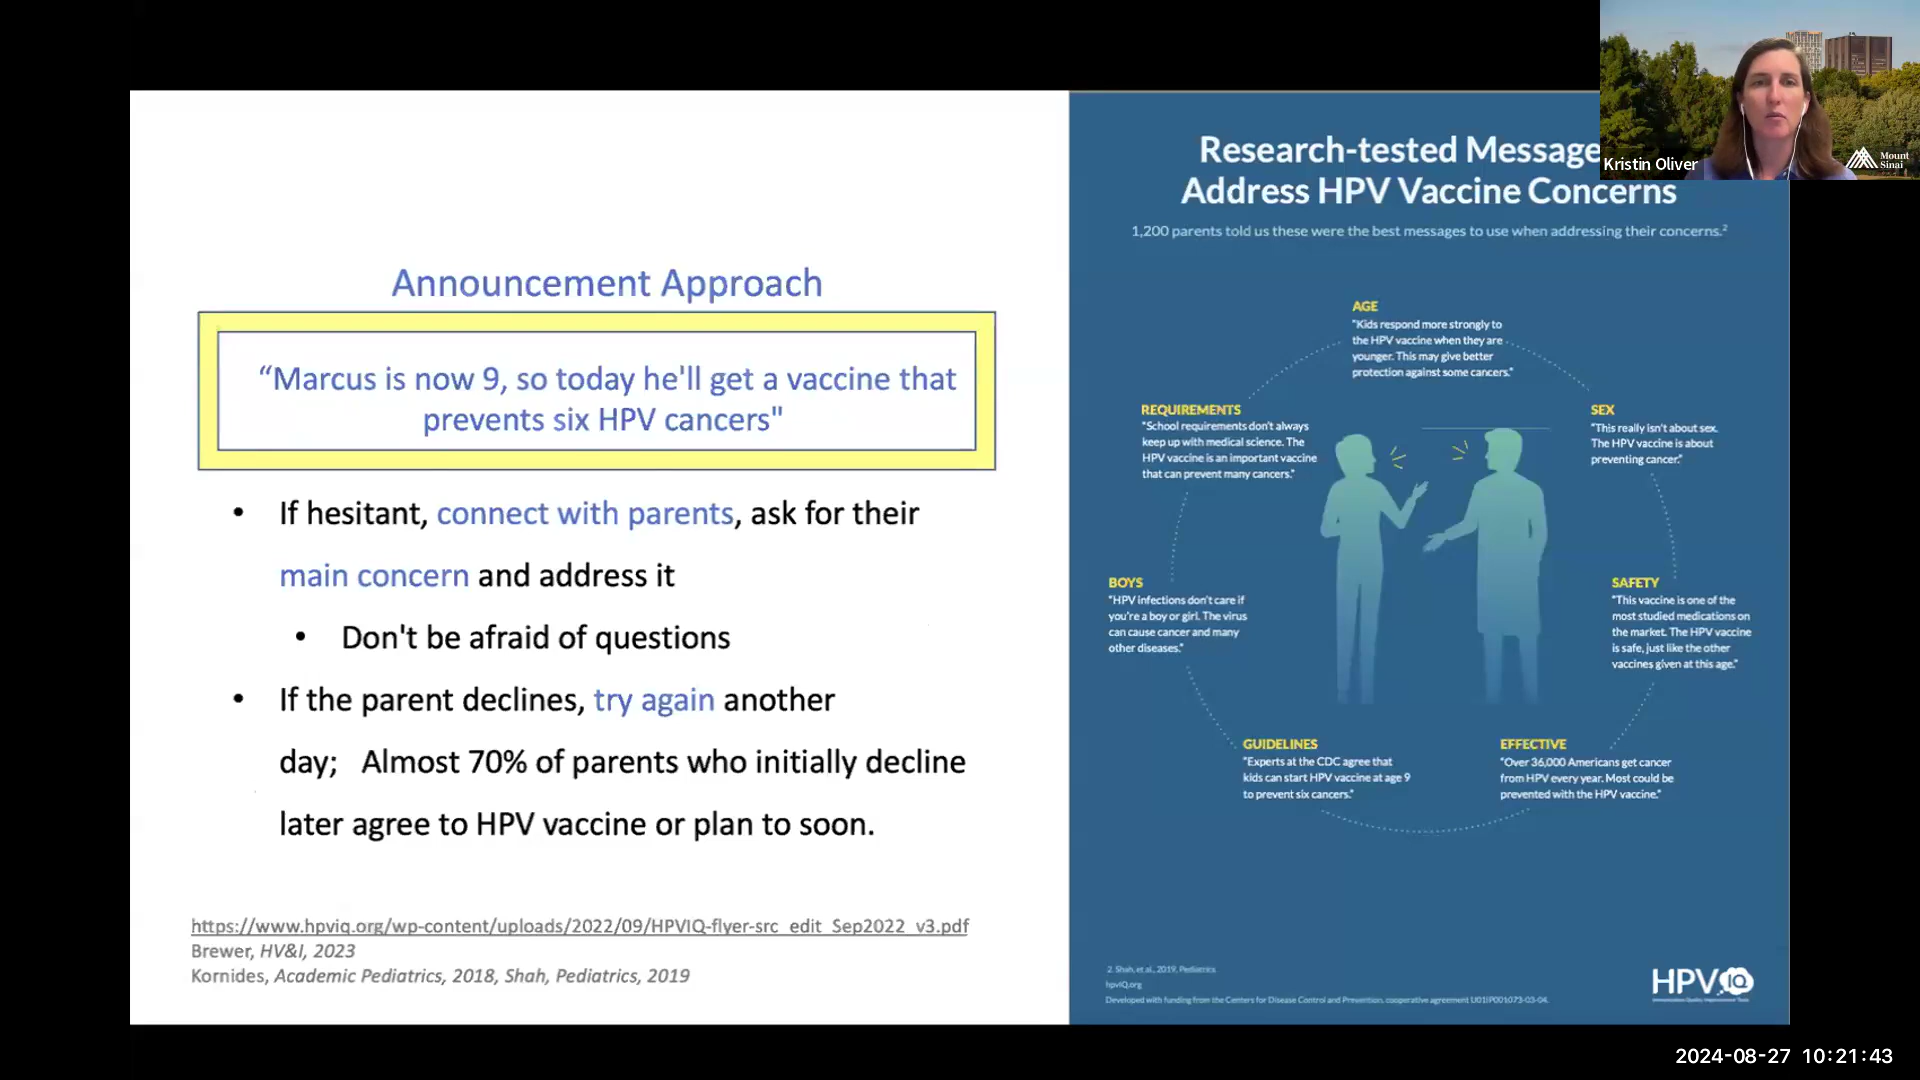 Announcement Approach
“Marcus is now 9, so today he'll get a vaccine that
prevents six HPV cancers"
• If hesitant, connect with parents, ask for their
main concern and address it
• Don't be afraid of questions
• If the parent declines, try again another
day; Almost 70% of parents who initially decline
later agree to HPV vaccine or plan to soon.
https://www.hpviq.org/wp-content/uploads/2022/09/HPVIQ-flyer-src_edit_Sep2022_v3.pdf
Brewer, HV&I, 2023
Kornides, Academic Pediatrics, 2018, Shah, Pediatrics, 2019
Research-tested Message
Address HPV Vaccine Concerns
1,200 parents told us these were the best messages to use when addressing their concerns.²
AGE
"Kids respond more strongly to
the HPV vaccine when they are
younger. This may give better
protection against some cancers."
REQUIREMENTS
"School requirements don't always
keep up with medical science. The
HPV vaccine is an important vaccine
that can prevent many cancers."
SEX
"This really isn't about sex.
The HPV vaccine is about
preventing cancer."
BOYS
"HPV infections don't care if
you're a boy or girl. The virus
can cause cancer and many
other diseases."
SAFETY
"This vaccine is one of the
most studied medications on
the market. The HPV vaccine
is safe, just like the other
vaccines given at this age."
GUIDELINES
"Experts at the CDC agree that
kids can start HPV vaccine at age 9
to prevent six cancers."
EFFECTIVE
"Over 36,000 Americans get cancer
from HPV every year. Most could be
prevented with the HPV vaccine."
2. Shah, et al., 2019, Pediatrics
hpvIQ.org
Developed with funding from the Centers for Disease Control and Prevention, cooperative agreement U01IP001073-03-04.
HPV IQ
Kristin Oliver
Mount
Sinai
2024-08-27 10:21:43